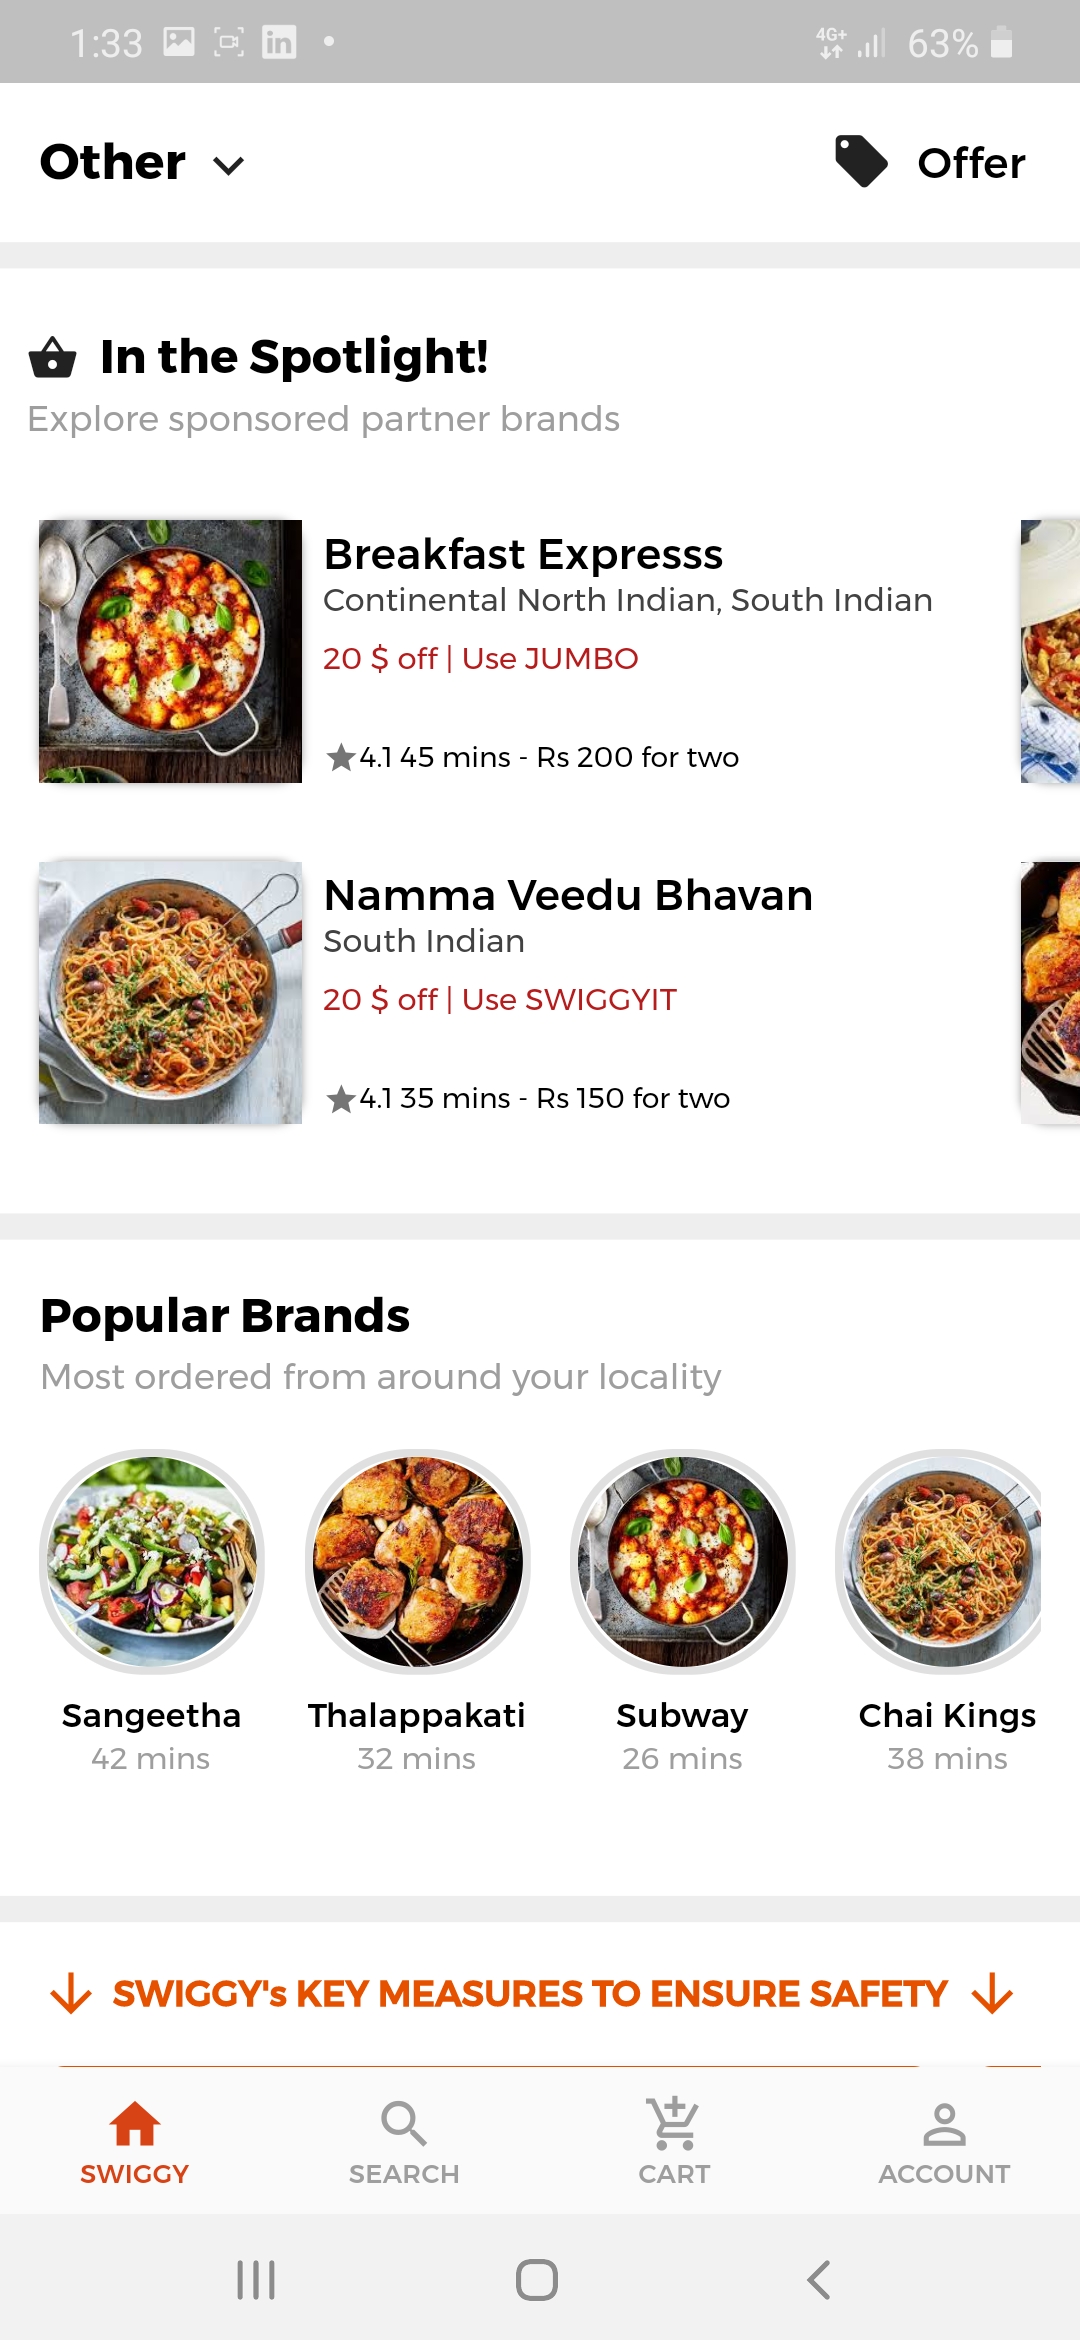 1:33
4G+ 63%
Other
Offer
In the Spotlight!
Explore sponsored partner brands
Breakfast Expresss
Continental North Indian, South Indian
20 $ off | Use JUMBO
4.1 45 mins - Rs 200 for two
Namma Veedu Bhavan
South Indian
20 $ off | Use SWIGGYIT
4.1 35 mins - Rs 150 for two
Popular Brands
Most ordered from around your locality
Sangeetha Thalappakati Subway Chai Kings
42 mins 32 mins 26 mins 38 mins
SWIGGY's KEY MEASURES TO ENSURE SAFETY
SWIGGY SEARCH CART ACCOUNT